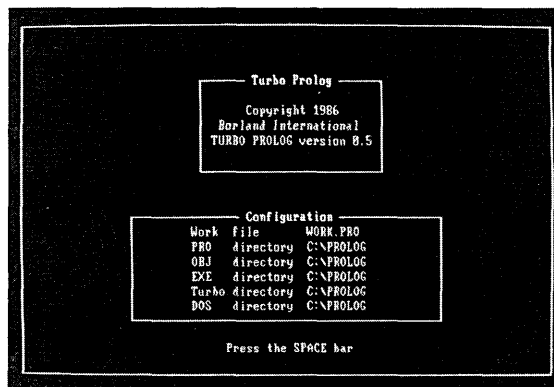 Turbo Prolog
Copyright 1986
Borland International
TURBO PROLOG version 0.5
Configuration
Work file WORK.PRO
PRO directory C:\PROLOG
OBJ directory C:\PROLOG
EXE directory C:\PROLOG
Turbo directory C:\PROLOG
DOS directory C:\PROLOG
Press the SPACE bar